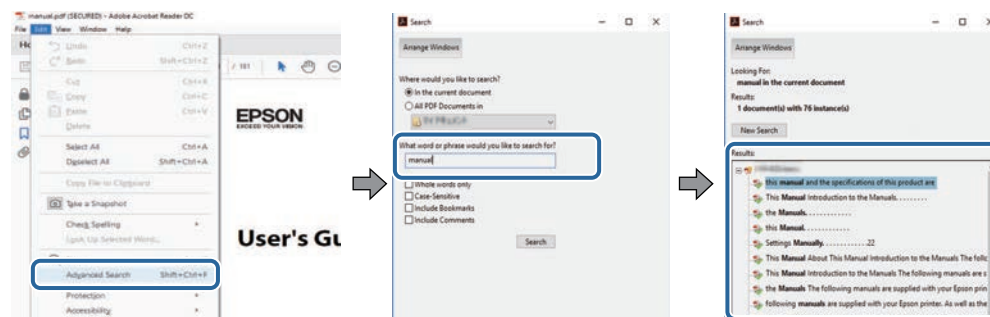 manual.pdf (SECURED) - Adobe Acrobat Reader DC
File Edit View Window Help
Undo Ctrl+Z
Redo Shift+Ctrl+Z
Cut Ctrl+X
Copy Ctrl+C
Paste Ctrl+V
Delete
Select All Ctrl+A
Deselect All Shift+Ctrl+A
Copy File to Clipboard
Take a Snapshot
Check Spelling
Look Up Selected Word...
Advanced Search Shift+Ctrl+F
Protection
Accessibility
/ 181
EPSON
EXCEED YOUR VISION
User's Gu
Search
Arrange Windows
Where would you like to search?
In the current document
All PDF Documents in
What word or phrase would you like to search for?
manual
Whole words only
Case-Sensitive
Include Bookmarks
Include Comments
Search
Search
Arrange Windows
Looking For:
manual in the current document
Results:
1 document(s) with 76 instance(s)
New Search
Results:
this manual and the specifications of this product are
This Manual Introduction to the Manuals. . . . . . . . .
the Manuals. . . . . . . . . . . .
this Manual. . . . . . . . . . . .
Settings Manually. . . . . . . . . . . .22
This Manual About This Manual Introduction to the Manuals The follo
This Manual Introduction to the Manuals The following manuals are s
the Manuals The following manuals are supplied with your Epson prin
following manuals are supplied with your Epson printer. As well as the